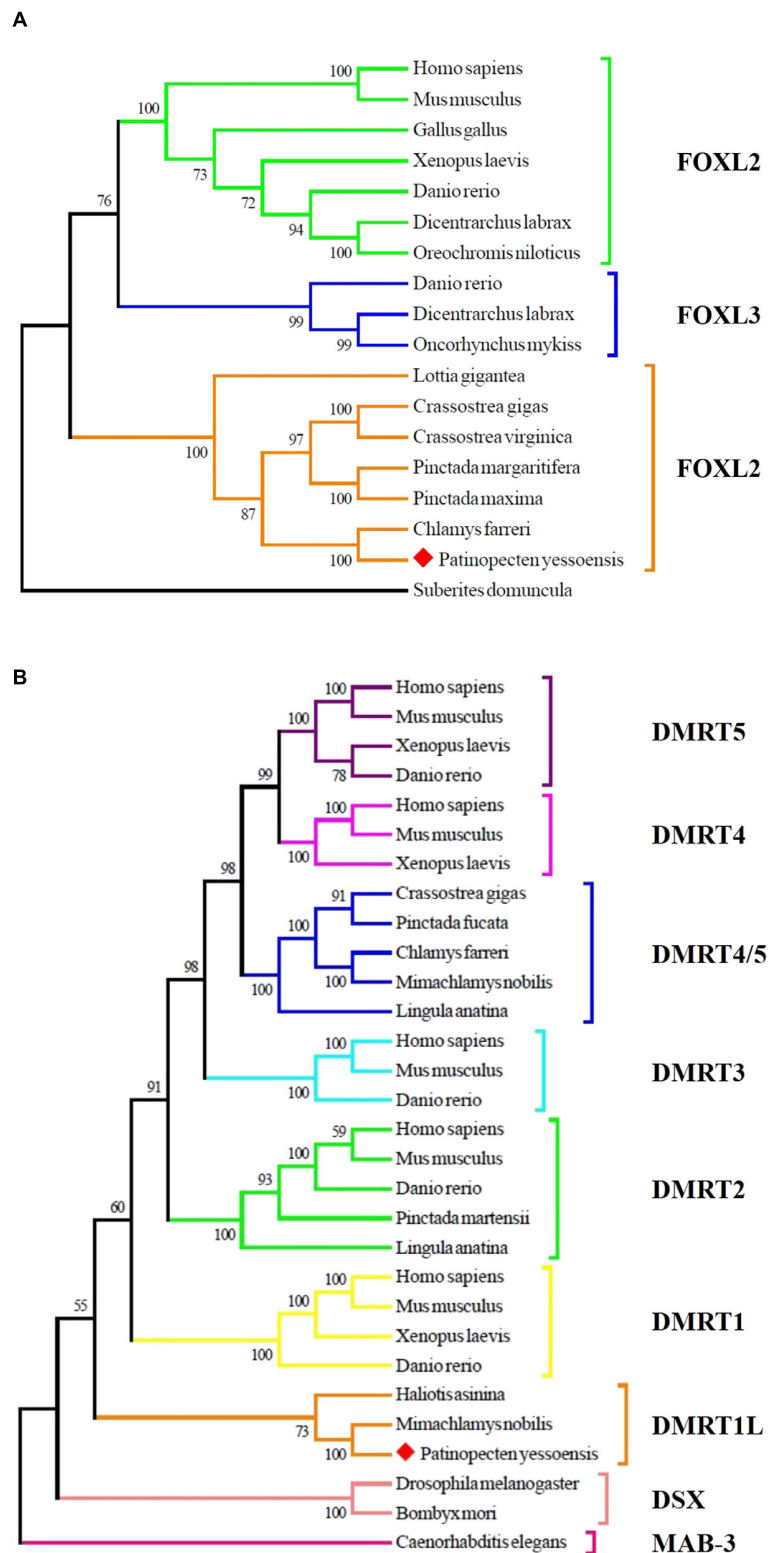 A
100 Homo sapiens
Mus musculus
100
Gallus gallus
FOXL2
73 Xenopus laevis
76
72 Danio rerio
94 Dicentrarchus labrax
100 Oreochromis niloticus
Danio rerio
99 Dicentrarchus labrax
FOXL3
99 Oncorhynchus mykiss
Lottia gigantea
100 Crassostrea gigas
100
97 Crassostrea virginica
Pinctada margaritifera
FOXL2
100 Pinctada maxima
87
Chlamys farreri
100 Patinopecten yessoensis
Suberites domuncula
B
100 Homo sapiens
100 Mus musculus
DMRT5
Xenopus laevis
78 Danio rerio
99
100 Homo sapiens
Mus musculus
DMRT4
100 Xenopus laevis
98
91 Crassostrea gigas
100 Pinctada fucata
Chlamys farreri
DMRT4/5
98
100 100 Mimachlamys nobilis
Lingula anatina
100 Homo sapiens
Mus musculus
DMRT3
100 Danio rerio
91
59 Homo sapiens
100 Mus musculus
93 Danio rerio
DMRT2
60
Pinctada martensii
100 Lingula anatina
100 Homo sapiens
100 Mus musculus
55
DMRT1
Xenopus laevis
100 Danio rerio
Haliotis asinina
73 Mimachlamys nobilis
DMRT1L
100 Patinopecten yessoensis
Drosophila melanogaster
DSX
100 Bombyx mori
Caenorhabditis elegans
MAB-3